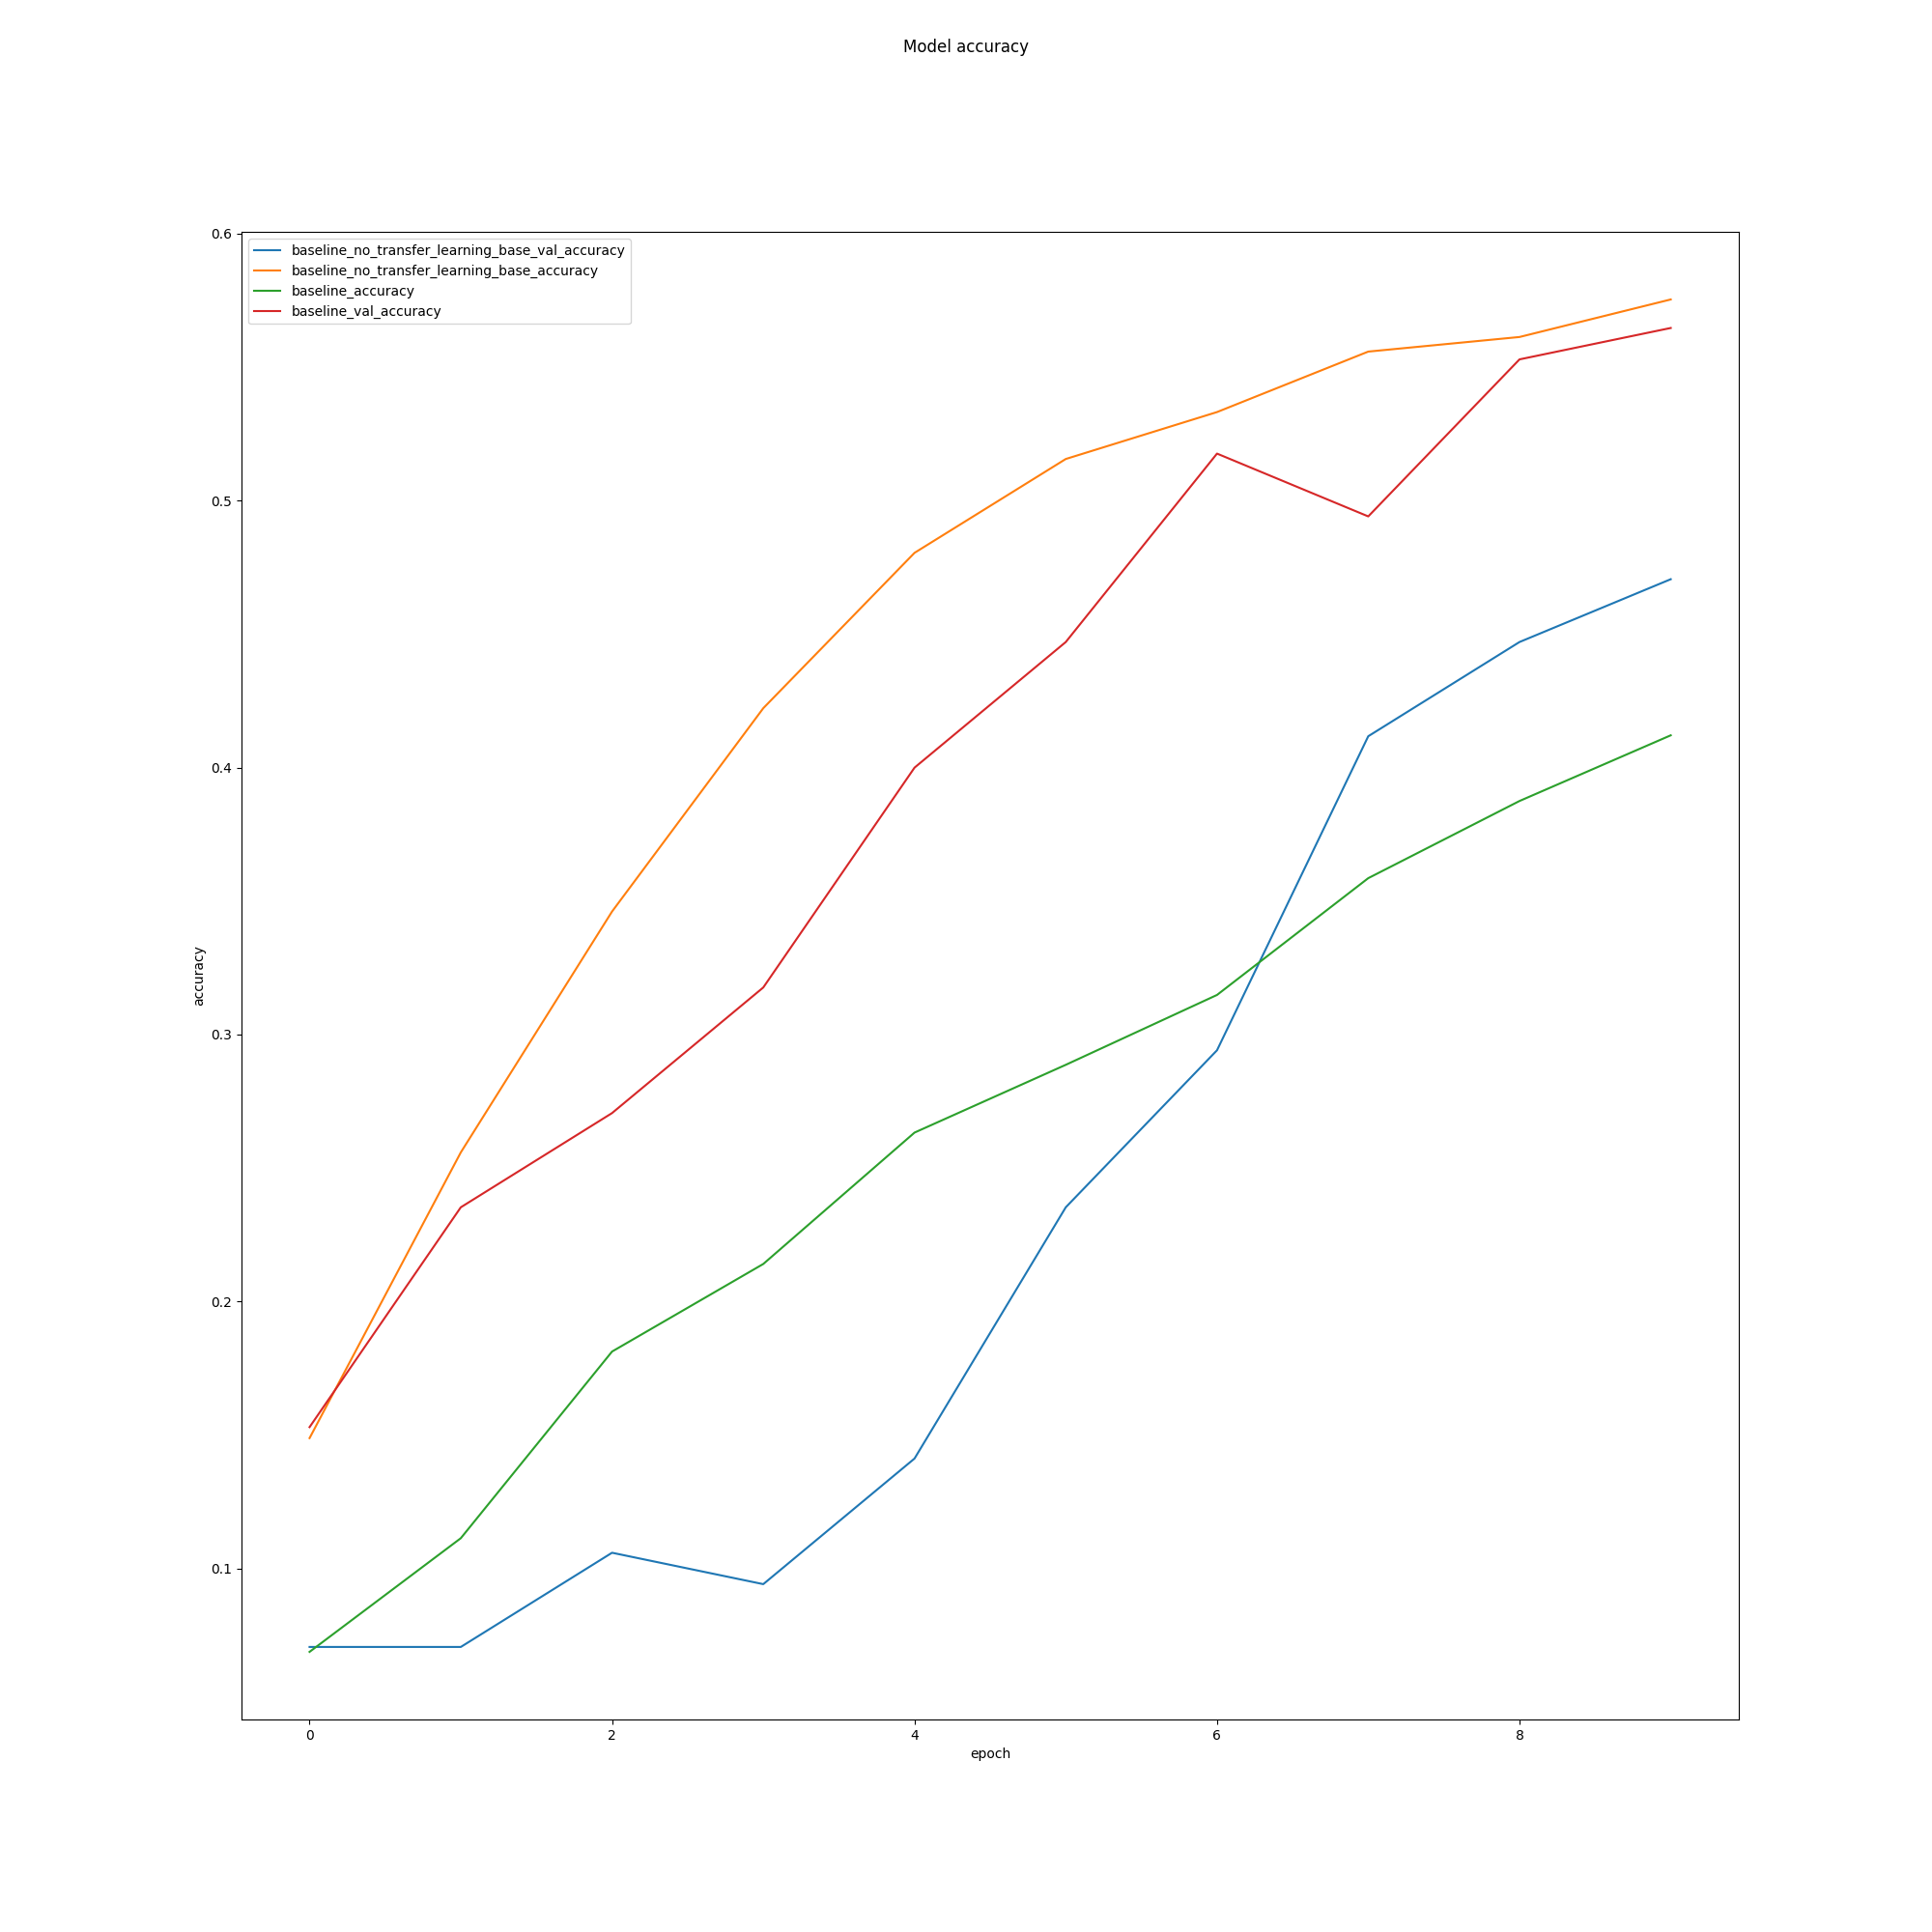 Model accuracy
0.6
0.5
0.4
0.3
0.2
0.1
accuracy
baseline_no_transfer_learning_base_val_accuracy
baseline_no_transfer_learning_base_accuracy
baseline_accuracy
baseline_val_accuracy
0 2 4 6 8
epoch